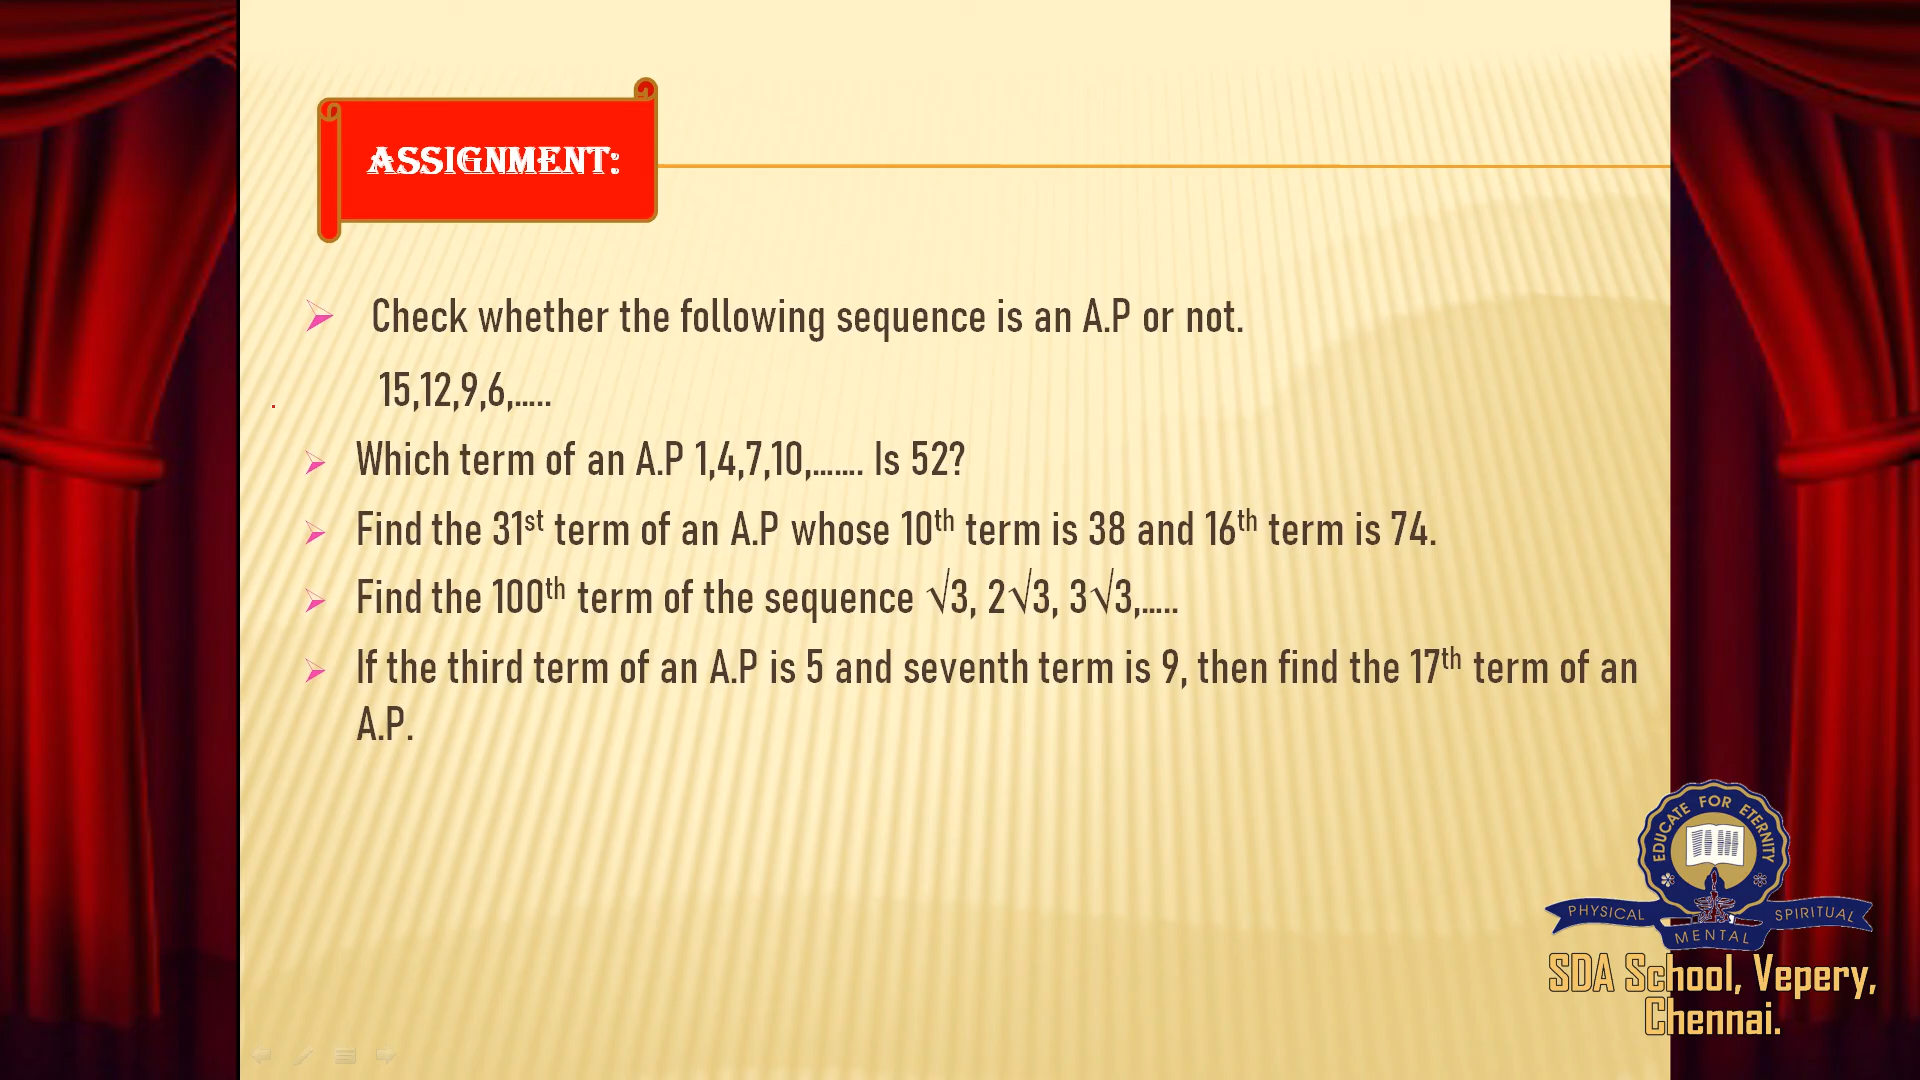 ASSIGNMENT:
Check whether the following sequence is an A.P or not.
15,12,9,6,.....
Which term of an A.P 1,4,7,10,....... Is 52?
Find the 31st term of an A.P whose 10th term is 38 and 16th term is 74.
Find the 100th term of the sequence √3, 2√3, 3√3,.....
If the third term of an A.P is 5 and seventh term is 9, then find the 17th term of an
A.P.
EDUCATE FOR ETERNITY
PHYSICAL
MENTAL
SPIRITUAL
SDA School, Vepery,
Chennai.